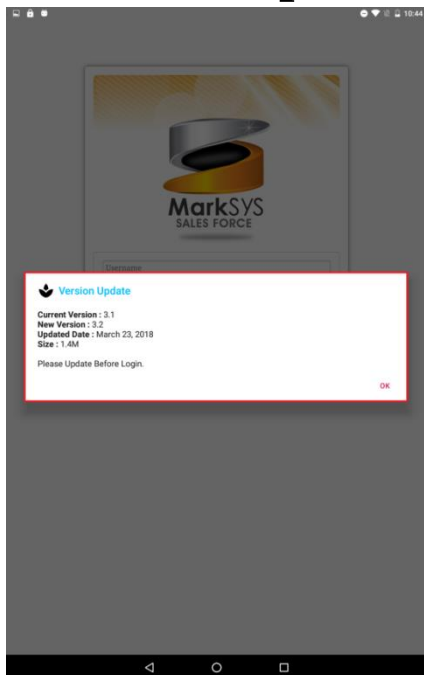 10:44
MarkSYS
SALES FORCE
Username
Version Update
Current Version : 3.1
New Version : 3.2
Updated Date : March 23, 2018
Size : 1.4M
Please Update Before Login.
OK